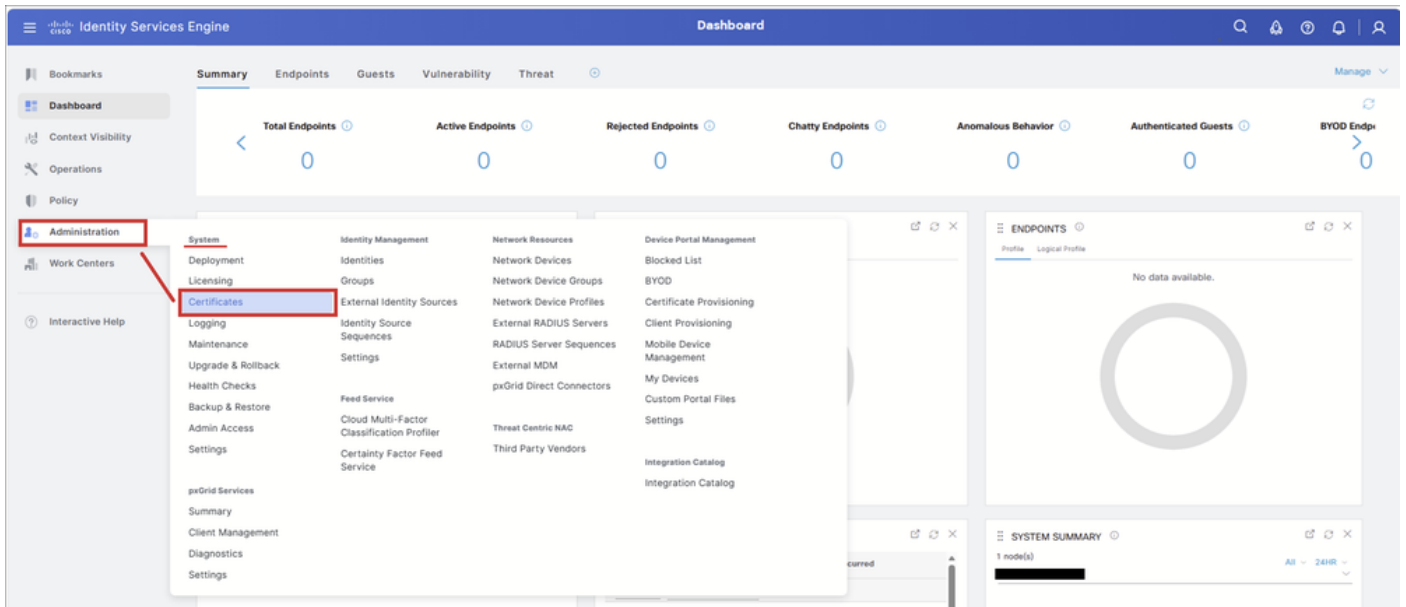 cisco Identity Services Engine
Dashboard
Bookmarks
Dashboard
Context Visibility
Operations
Policy
Administration
Work Centers
Interactive Help
Summary Endpoints Guests Vulnerability Threat
Manage
Total Endpoints Active Endpoints Rejected Endpoints Chatty Endpoints Anomalous Behavior Authenticated Guests BYOD
0 0 0 0 0 0 0
System
Deployment
Licensing
Certificates
Logging
Maintenance
Upgrade & Rollback
Health Checks
Backup & Restore
Admin Access
Settings
pxGrid Services
Summary
Client Management
Diagnostics
Settings
Identity Management
Identities
Groups
External Identity Sources
Identity Source
Sequences
Settings
Feed Service
Cloud Multi-Factor
Classification Profiler
Certainty Factor Feed
Service
Network Resources
Network Devices
Network Device Groups
Network Device Profiles
External RADIUS Servers
RADIUS Server Sequences
External MDM
pxGrid Direct Connectors
Threat Centric NAC
Third Party Vendors
Device Portal Management
Blocked List
BYOD
Certificate Provisioning
Client Provisioning
Mobile Device
Management
My Devices
Custom Portal Files
Settings
Integration Catalog
Integration Catalog
ENDPOINTS
Profile Logical Profile
No data available.
curred
SYSTEM SUMMARY
1 node(s)
All 24HR